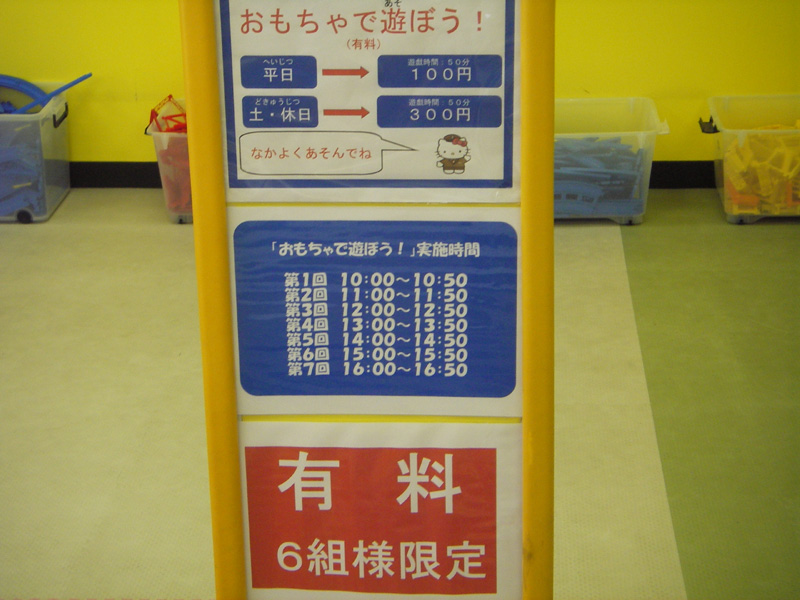 あそ
おもちゃで遊ぼう！
（有料）
へいじつ
平日
遊戯時間：５０分
１００円
どきゅうじつ
土・休日
遊戯時間：５０分
３００円
なかよくあそんでね
「おもちゃで遊ぼう！」実施時間
第1回 10:00～10:50
第2回 11:00～11:50
第3回 12:00～12:50
第4回 13:00～13:50
第5回 14:00～14:50
第6回 15:00～15:50
第7回 16:00～16:50
有 料
６組様限定